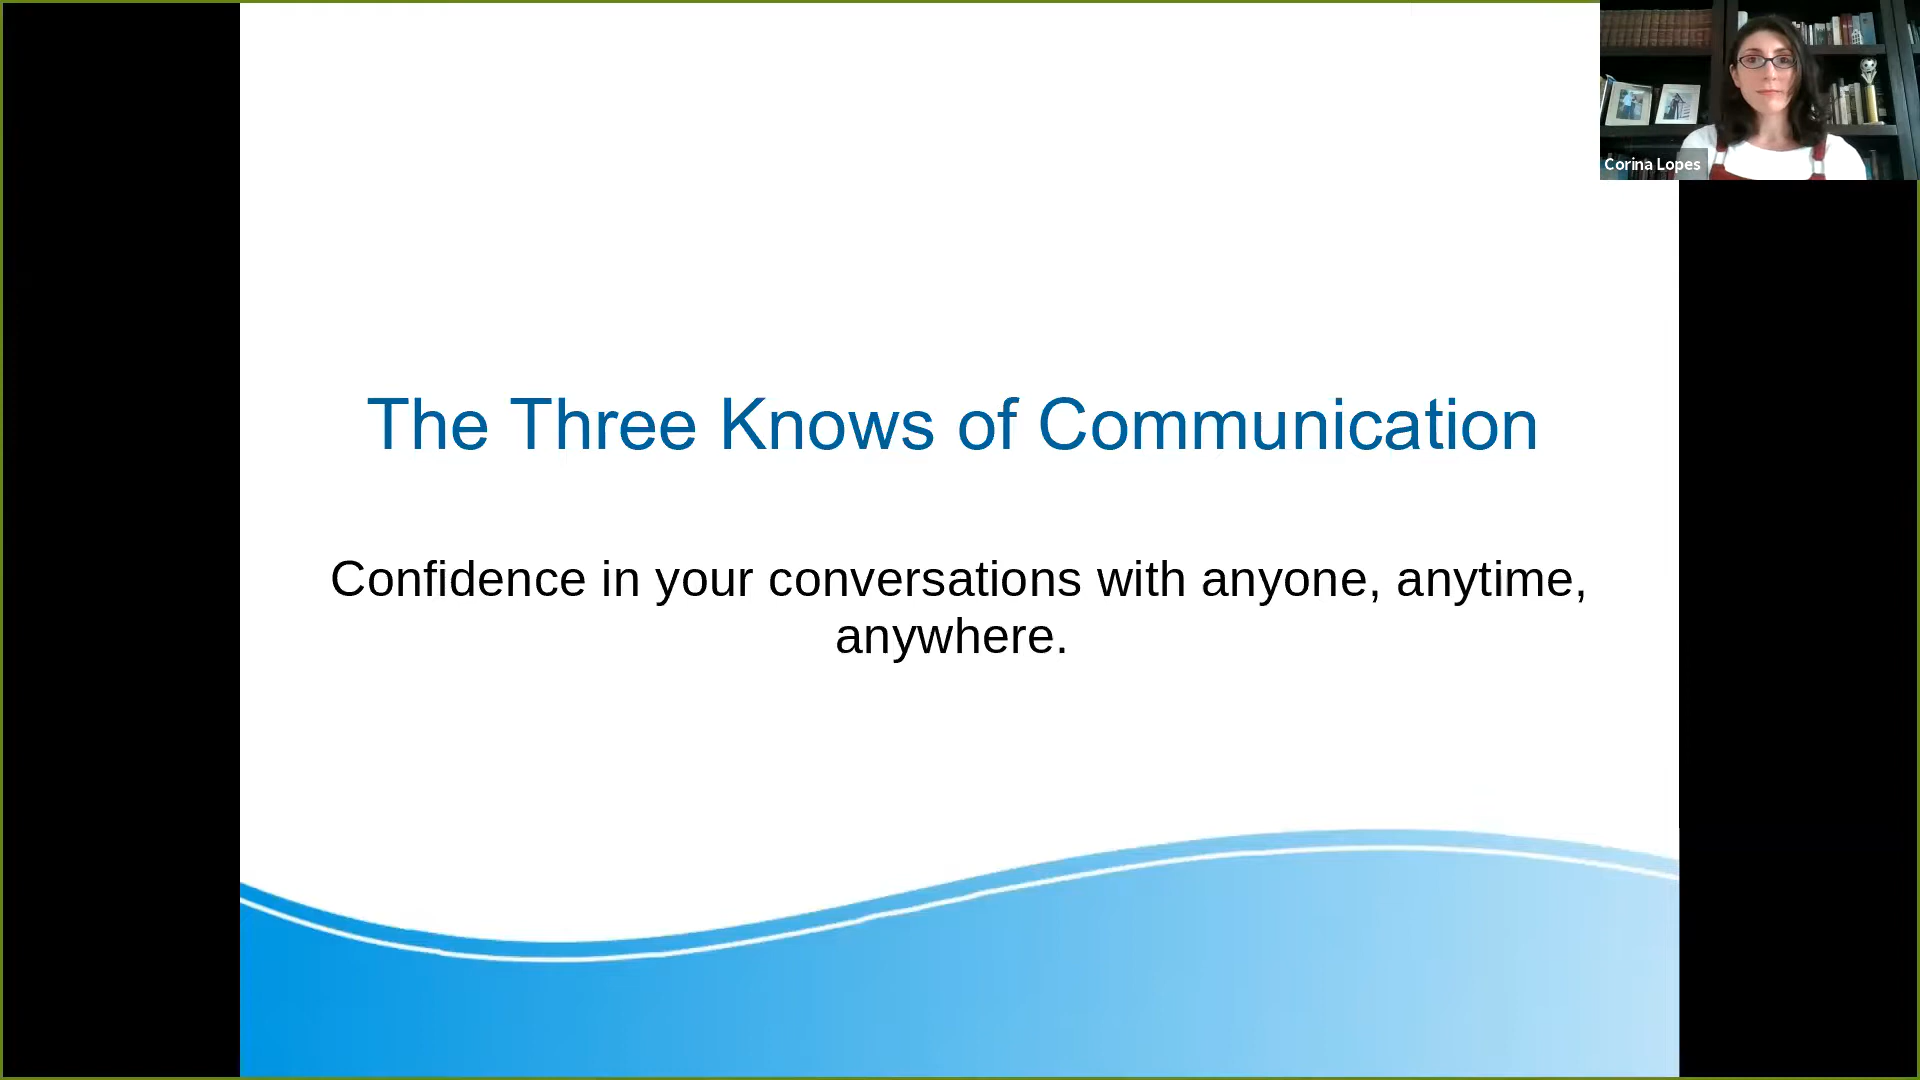 Corina Lopes
The Three Knows of Communication
Confidence in your conversations with anyone, anytime,
anywhere.